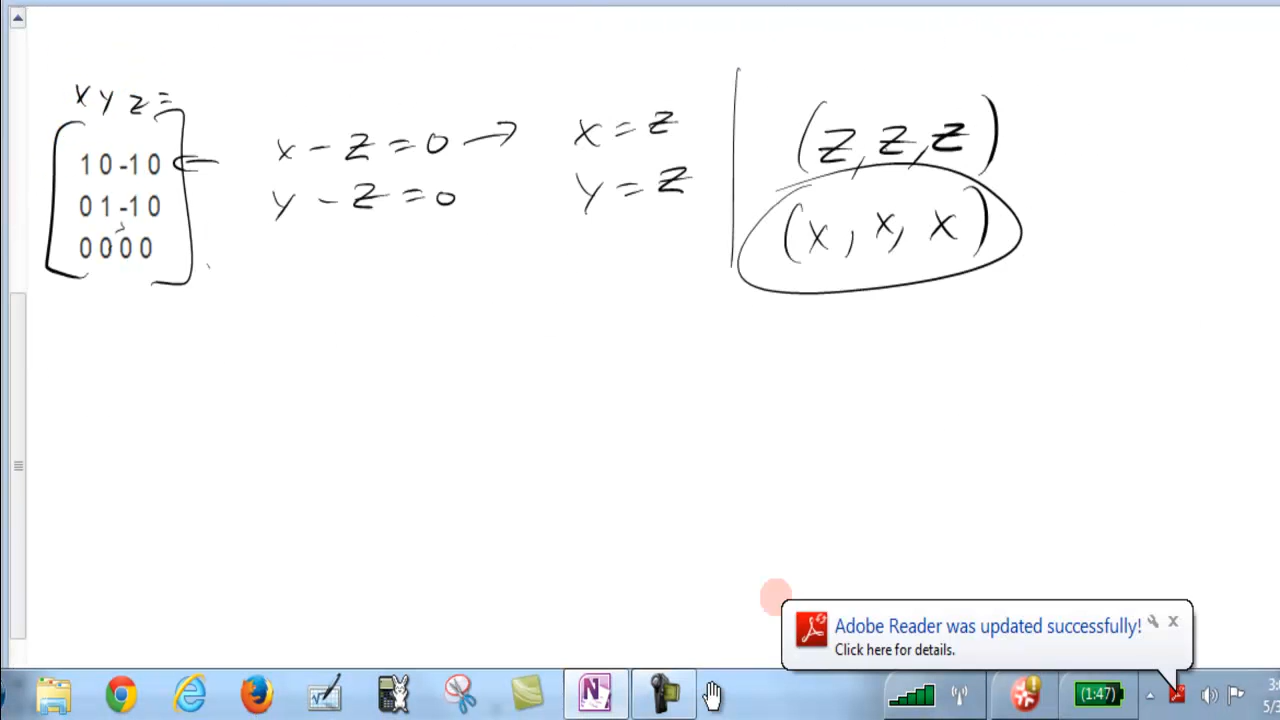 x y z =
1 0 -1 0
0 1 -1 0
0 0 0 0
x - z = 0 → x = z
y - z = 0 y = z
(z, z, z)
(x, x, x)
Adobe Reader was updated successfully!
Click here for details.
(1:47)